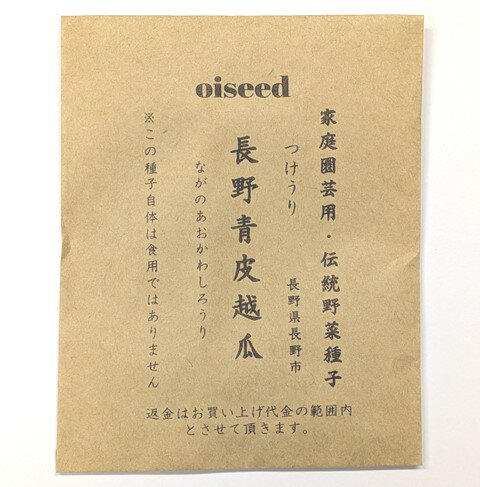 oiseed
家庭園芸用・伝統野菜種子
長野県長野市
つけうり
長野青皮越瓜
ながのあおかわしろうり
※この種子自体は食用ではありません
返金はお買い上げ代金の範囲内
とさせて頂きます。